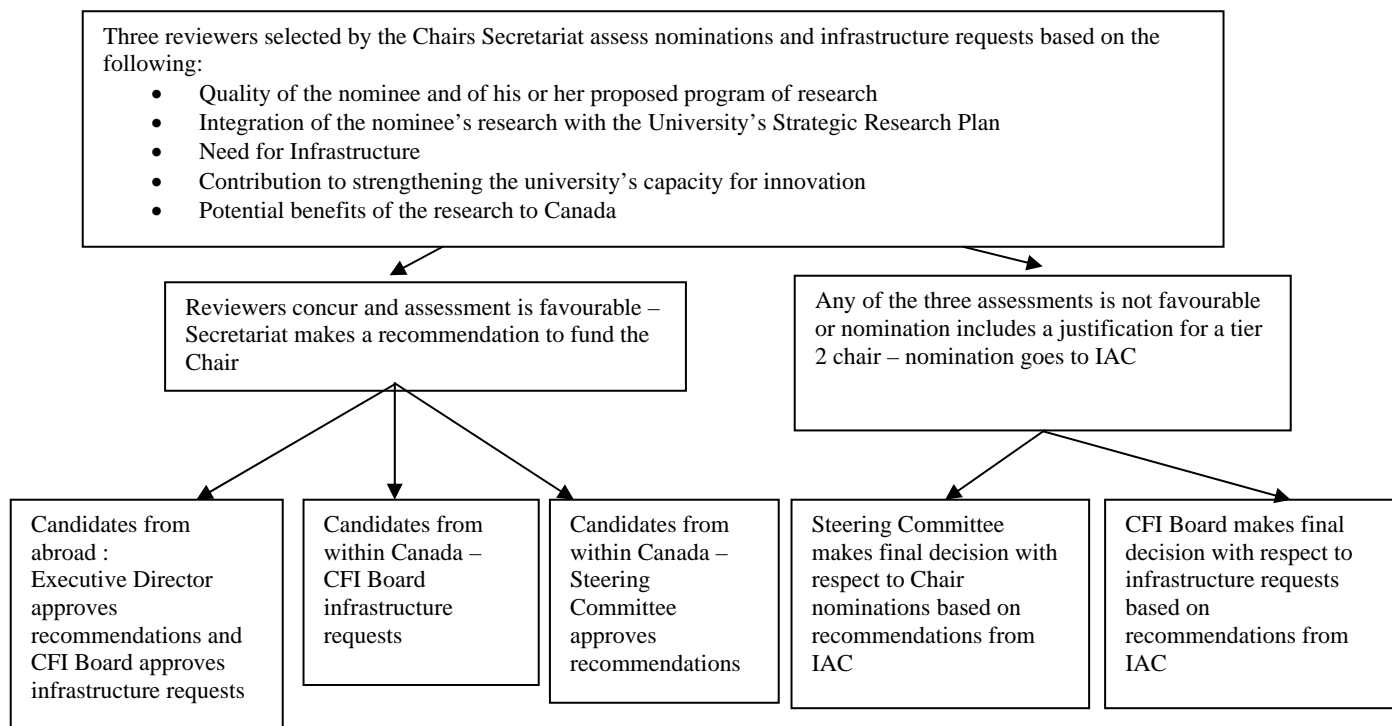 Three reviewers selected by the Chairs Secretariat assess nominations and infrastructure requests based on the
following:
• Quality of the nominee and of his or her proposed program of research
• Integration of the nominee's research with the University's Strategic Research Plan
• Need for Infrastructure
• Contribution to strengthening the university's capacity for innovation
• Potential benefits of the research to Canada
Reviewers concur and assessment is favourable –
Secretariat makes a recommendation to fund the
Chair
Any of the three assessments is not favourable
or nomination includes a justification for a tier
2 chair – nomination goes to IAC
Candidates from
abroad :
Executive Director
approves
recommendations and
CFI Board approves
infrastructure requests
Candidates from
within Canada –
CFI Board
infrastructure
requests
Candidates from
within Canada –
Steering
Committee
approves
recommendations
Steering Committee
makes final decision with
respect to Chair
nominations based on
recommendations from
IAC
CFI Board makes final
decision with respect to
infrastructure requests
based on
recommendations from
IAC